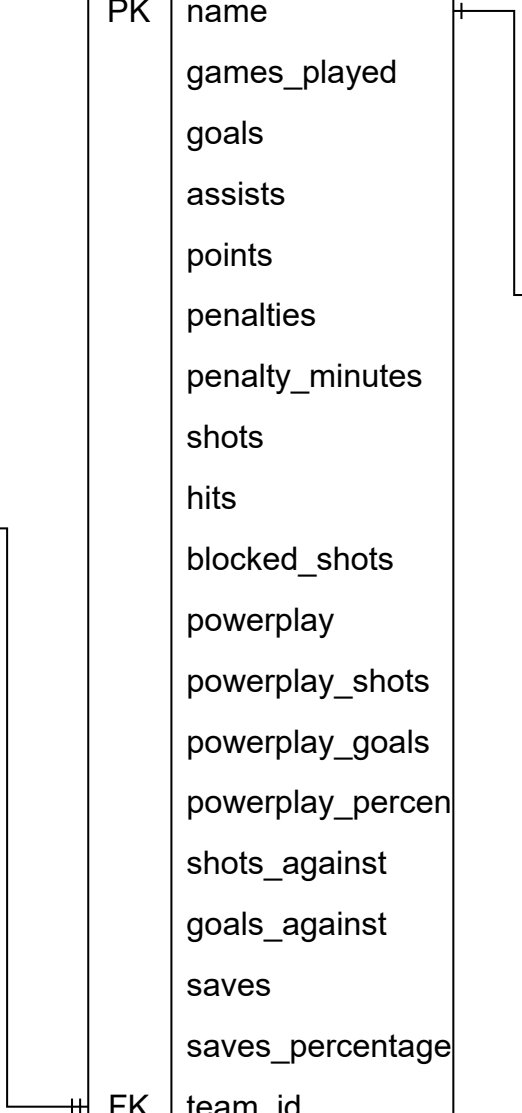 PK name
games_played
goals
assists
points
penalties
penalty_minutes
shots
hits
blocked_shots
powerplay
powerplay_shots
powerplay_goals
powerplay_percen
shots_against
goals_against
saves
saves_percentage
FK team_id